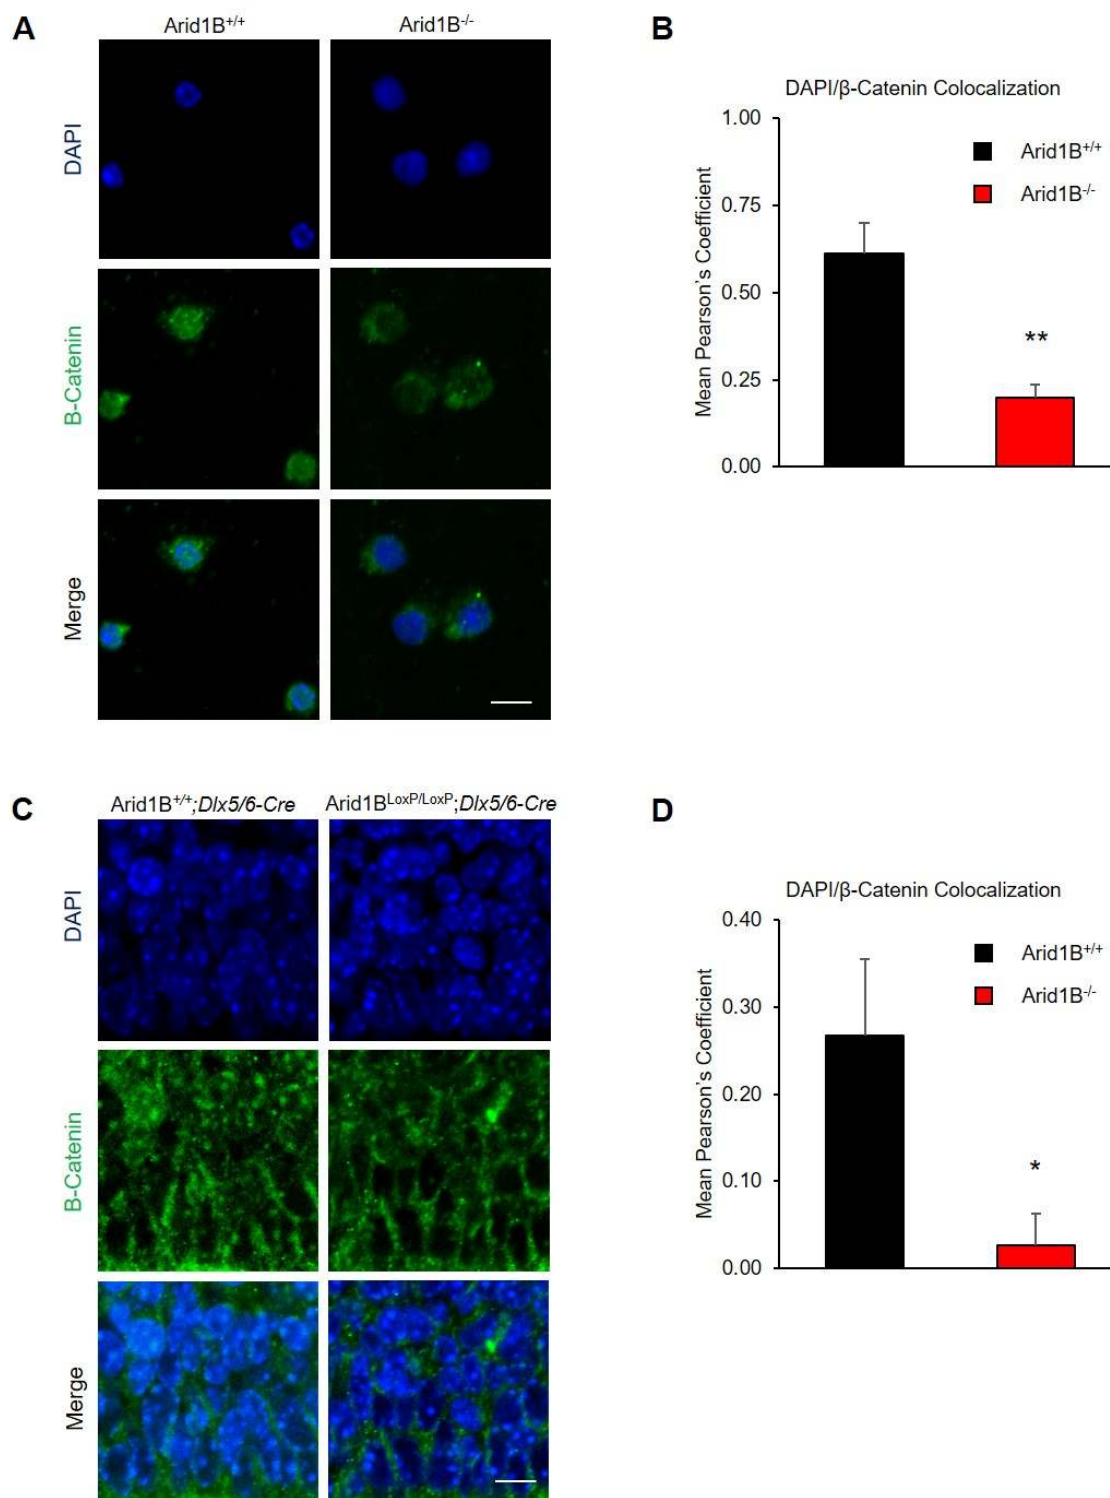 A
Arid1B+/+
Arid1B-/-
DAPI
B-Catenin
Merge
B
DAPI/β-Catenin Colocalization
Mean Pearson's Coefficient
1.00
0.75
0.50
0.25
0.00
Arid1B+/+
Arid1B-/-
**
C
Arid1B+/+;Dlx5/6-Cre
Arid1BLoxP/LoxP;Dlx5/6-Cre
DAPI
B-Catenin
Merge
D
DAPI/β-Catenin Colocalization
Mean Pearson's Coefficient
0.40
0.30
0.20
0.10
0.00
Arid1B+/+
Arid1B-/-
*